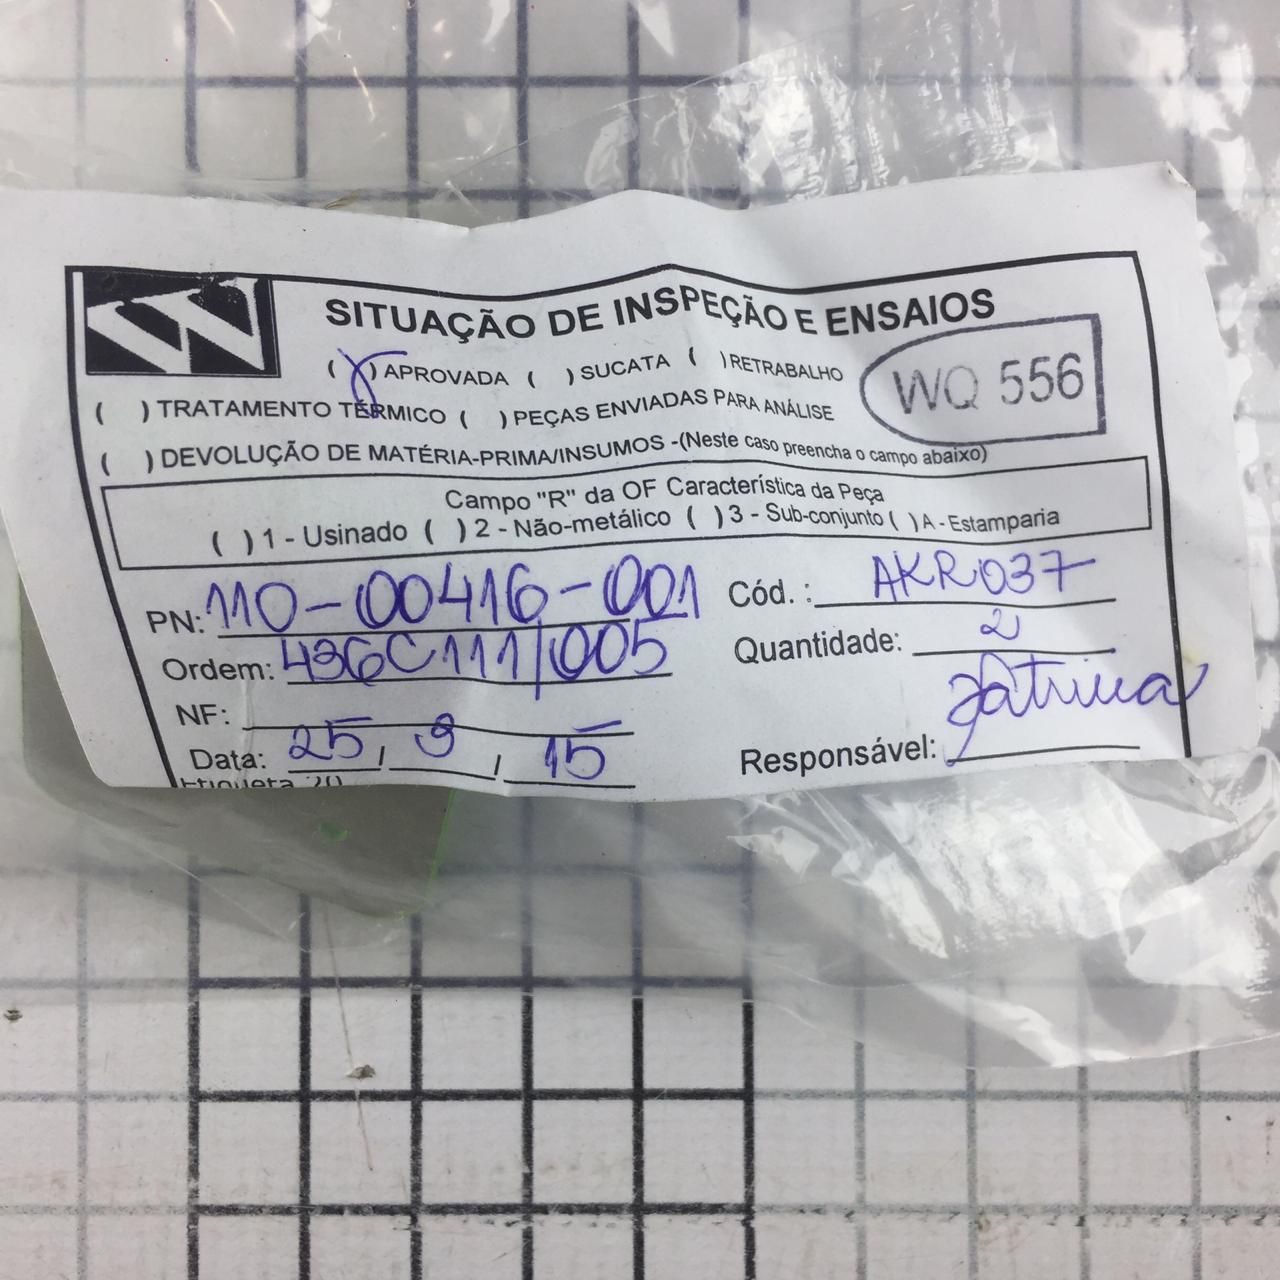 W
SITUAÇÃO DE INSPEÇÃO E ENSAIOS
(X) APROVADA ( ) SUCATA ( ) RETRABALHO
WQ 556
( ) TRATAMENTO TÉRMICO ( ) PEÇAS ENVIADAS PARA ANÁLISE
( ) DEVOLUÇÃO DE MATÉRIA-PRIMA/INSUMOS -(Neste caso preencha o campo abaixo)
Campo "R" da OF Característica da Peça
( ) 1 - Usinado ( ) 2 - Não-metálico ( ) 3 - Sub-conjunto ( ) A - Estamparia
PN: 110-00416-001 Cód. : AKR037
Ordem: 436C111/005 Quantidade: 2
NF:
Data: 25 / 9 / 15 Responsável:
Etiqueta 20